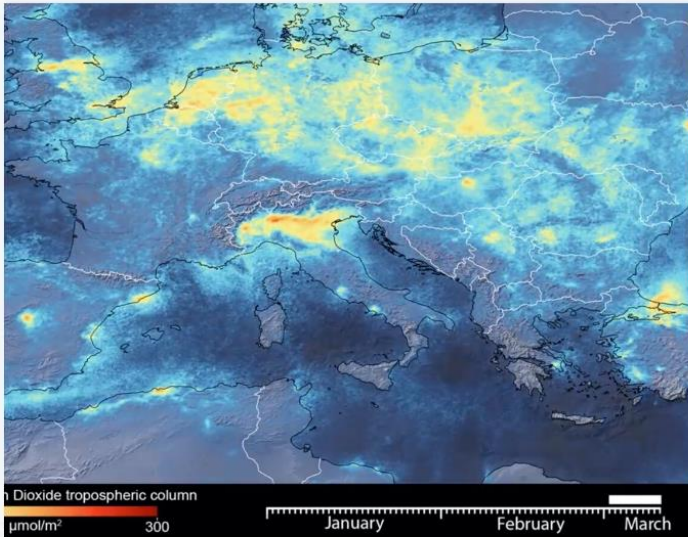 n Dioxide tropospheric column
µmol/m²
300
January
February
March